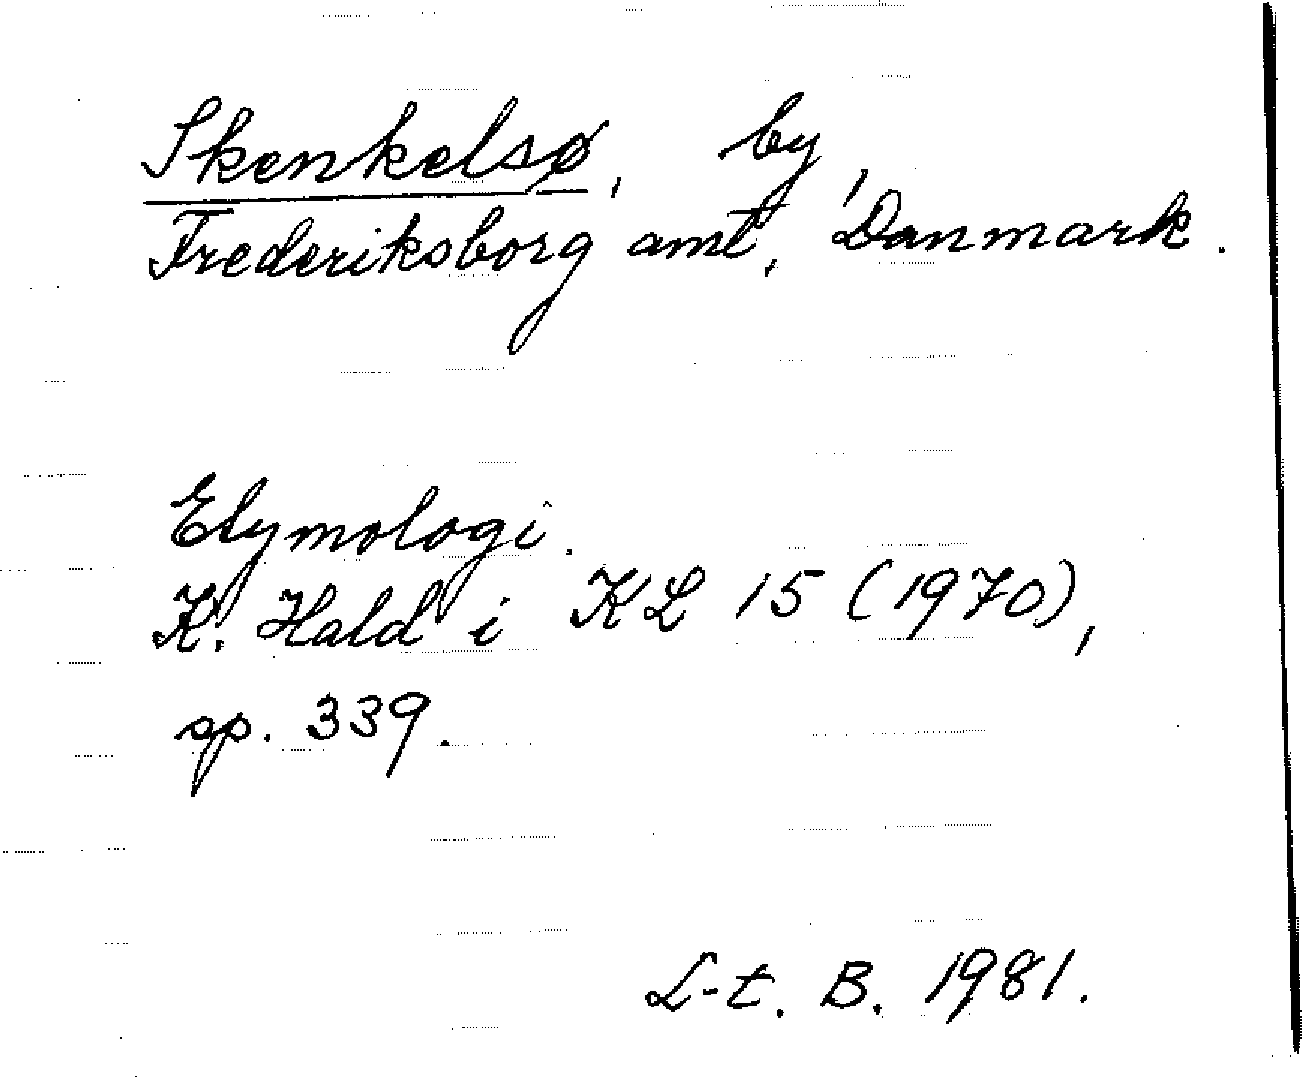 Skenkelsø, by,
Frederiksborg amt, Danmark.
Etymologi.
K. Hald i KL 15 (1970),
sp. 339.
L-t. B. 1981.